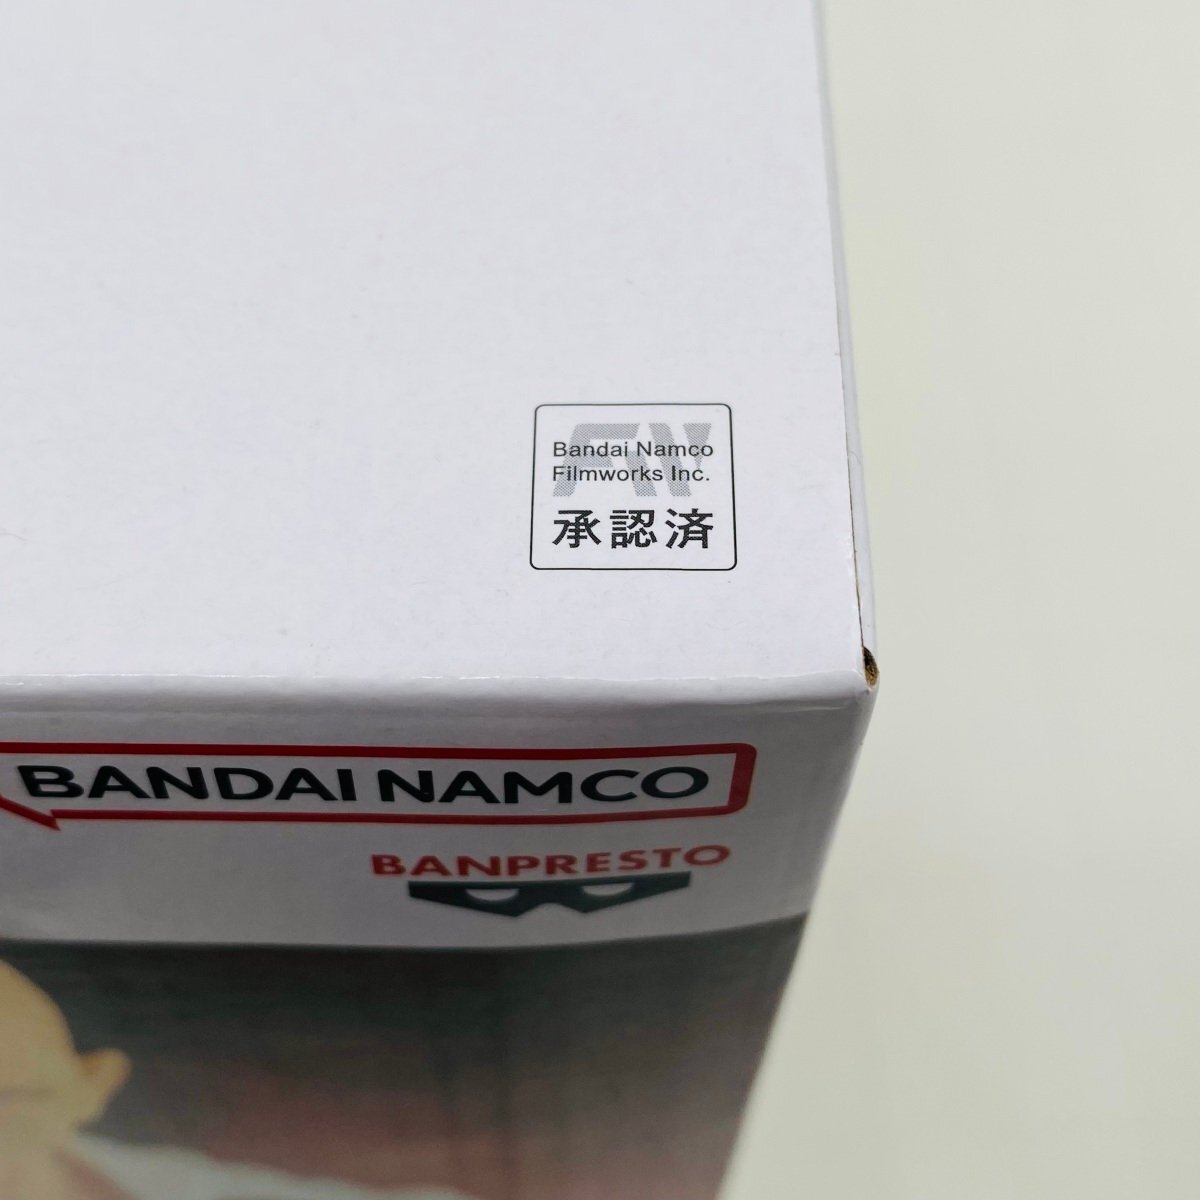 Bandai Namco
Filmworks Inc.
承認済
BANDAI NAMCO
BANPRESTO